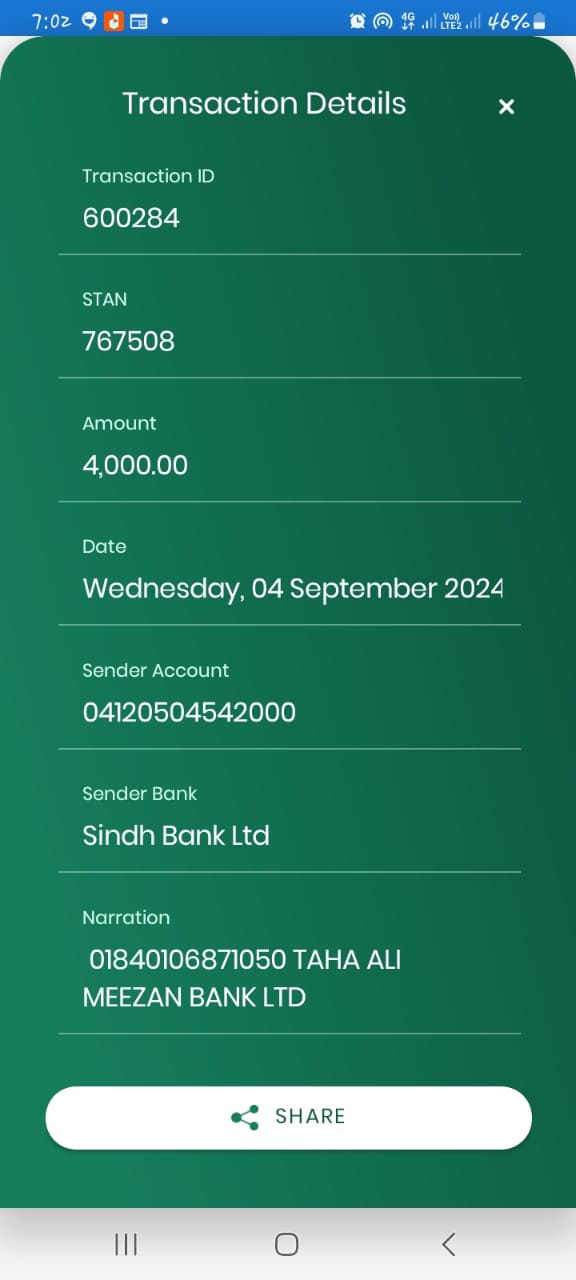 7:02
4G
Vo))
LTE2
46%
Transaction Details
Transaction ID
600284
STAN
767508
Amount
4,000.00
Date
Wednesday, 04 September 2024
Sender Account
04120504542000
Sender Bank
Sindh Bank Ltd
Narration
01840106871050 TAHA ALI
MEEZAN BANK LTD
SHARE